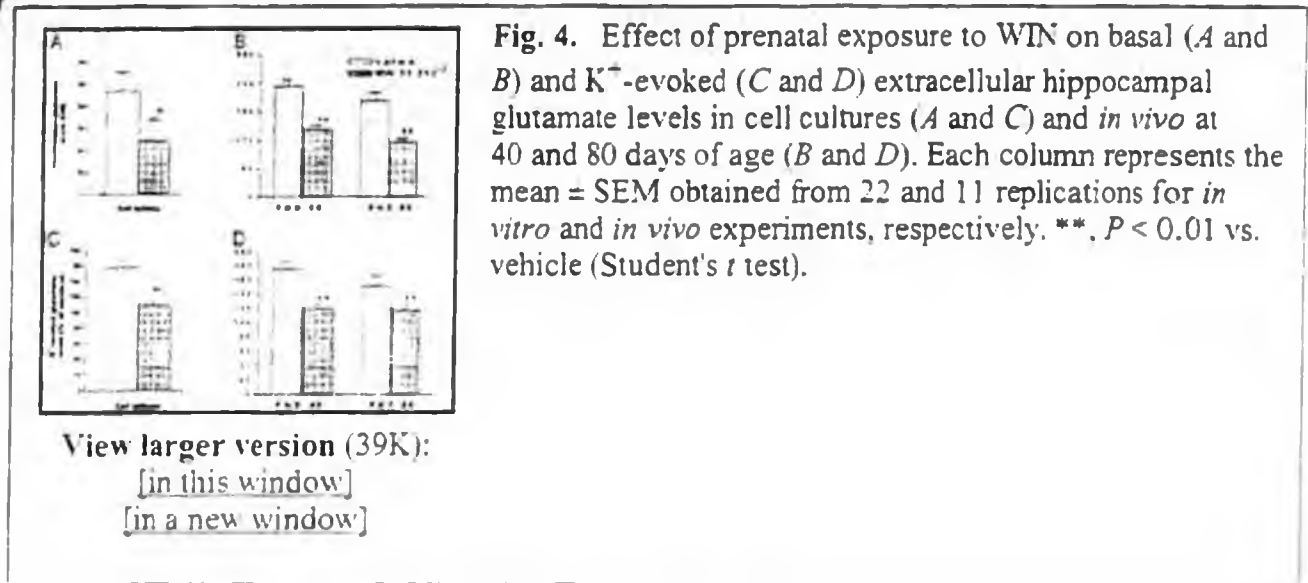 A
B
C
D
Fig. 4. Effect of prenatal exposure to WIN on basal (A and
B) and K+-evoked (C and D) extracellular hippocampal
glutamate levels in cell cultures (A and C) and in vivo at
40 and 80 days of age (B and D). Each column represents the
mean ± SEM obtained from 22 and 11 replications for in
vitro and in vivo experiments, respectively. **, P < 0.01 vs.
vehicle (Student's t test).
View larger version (39K):
[in this window]
[in a new window]